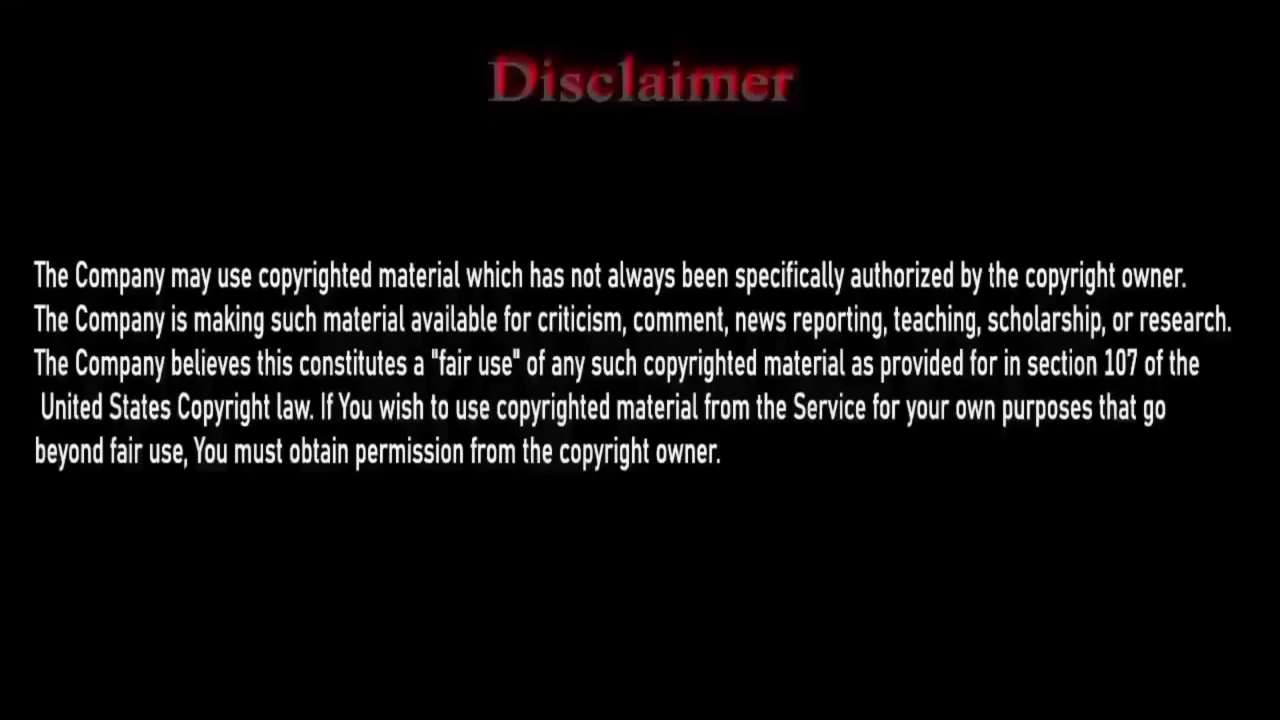 Disclaimer
The Company may use copyrighted material which has not always been specifically authorized by the copyright owner.
The Company is making such material available for criticism, comment, news reporting, teaching, scholarship, or research.
The Company believes this constitutes a "fair use" of any such copyrighted material as provided for in section 107 of the
United States Copyright law. If You wish to use copyrighted material from the Service for your own purposes that go
beyond fair use, You must obtain permission from the copyright owner.